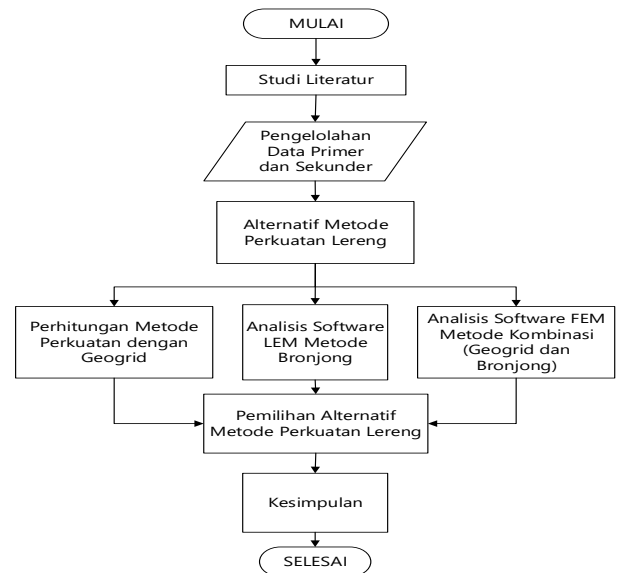 MULAI
Studi Literatur
Pengelolahan
Data Primer
dan Sekunder
Alternatif Metode
Perkuatan Lereng
Perhitungan Metode
Perkuatan dengan
Geogrid
Analisis Software
LEM Metode
Bronjong
Analisis Software FEM
Metode Kombinasi
(Geogrid dan
Bronjong)
Pemilihan Alternatif
Metode Perkuatan Lereng
Kesimpulan
SELESAI